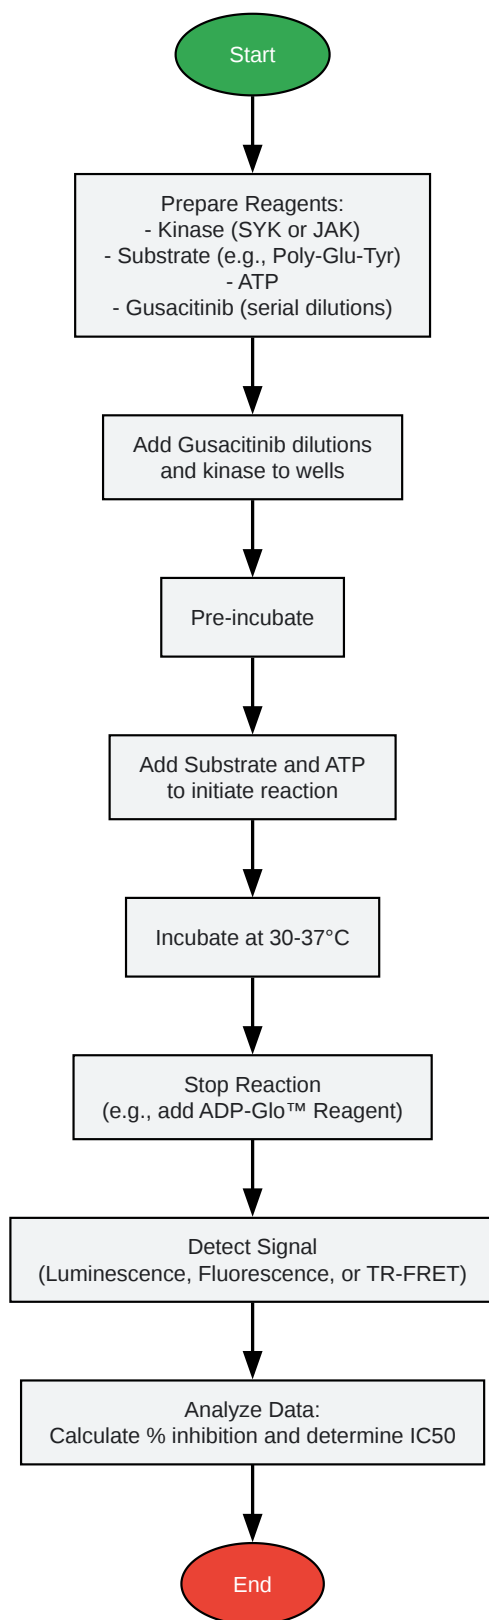 Start
Prepare Reagents:
- Kinase (SYK or JAK)
- Substrate (e.g., Poly-Glu-Tyr)
- ATP
- Gusacitinib (serial dilutions)
Add Gusacitinib dilutions
and kinase to wells
Pre-incubate
Add Substrate and ATP
to initiate reaction
Incubate at 30-37°C
Stop Reaction
(e.g., add ADP-Glo™ Reagent)
Detect Signal
(Luminescence, Fluorescence, or TR-FRET)
Analyze Data:
Calculate % inhibition and determine IC50
End